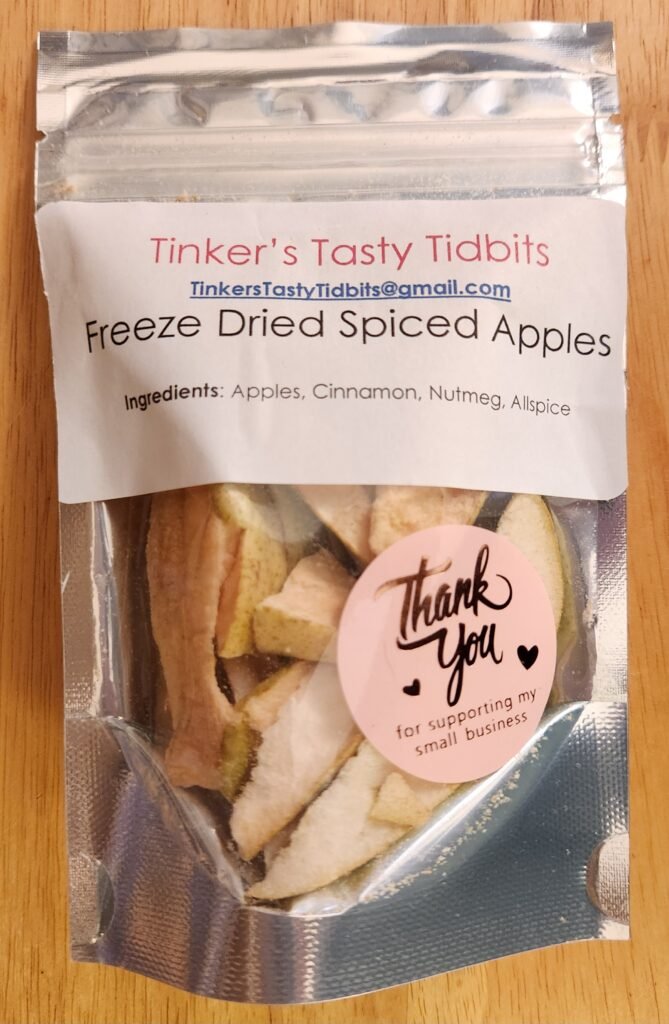 Tinker's Tasty Tidbits
TinkersTastyTidbits@gmail.com
Freeze Dried Spiced Apples
Ingredients: Apples, Cinnamon, Nutmeg, Allspice
Thank
You
for supporting my
small business